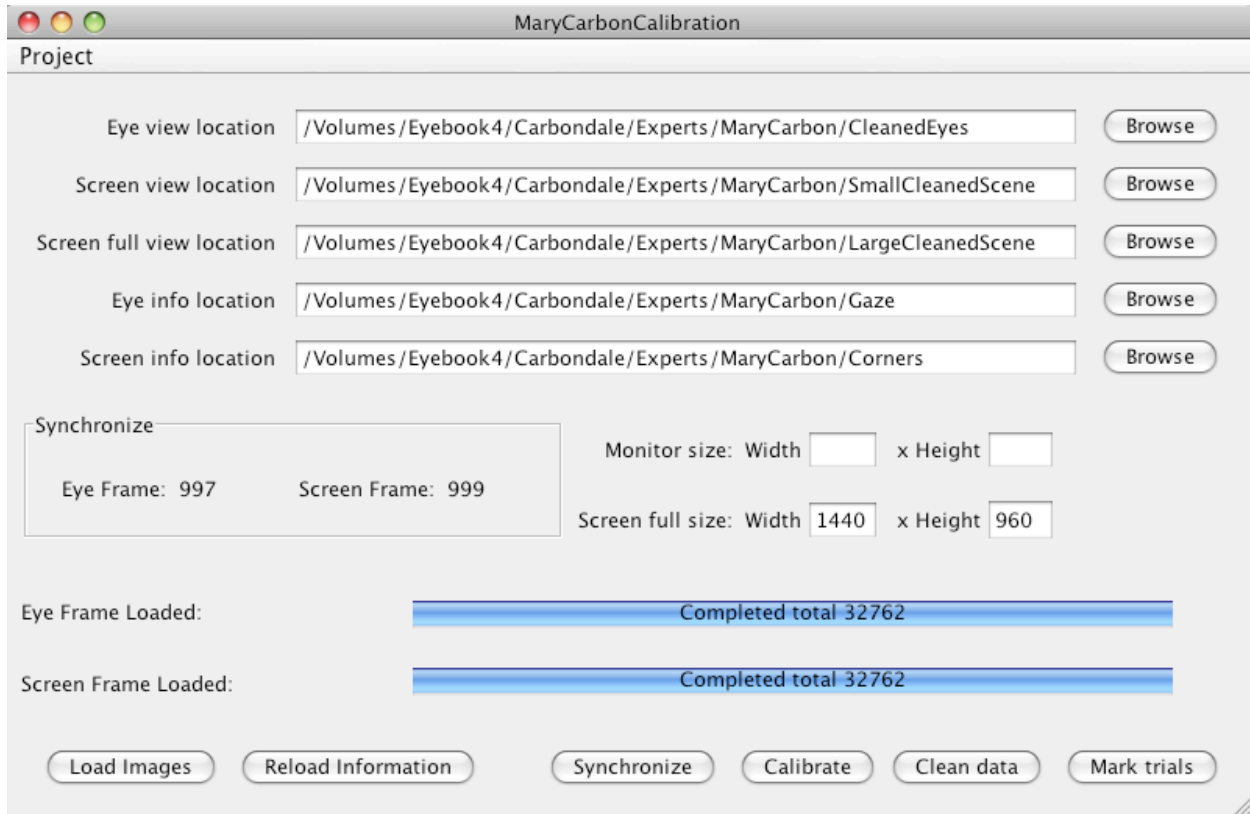 MaryCarbonCalibration
Project
Eye view location /Volumes/Eyebook4/Carbondale/Experts/MaryCarbon/CleanedEyes Browse
Screen view location /Volumes/Eyebook4/Carbondale/Experts/MaryCarbon/SmallCleanedScene Browse
Screen full view location /Volumes/Eyebook4/Carbondale/Experts/MaryCarbon/LargeCleanedScene Browse
Eye info location /Volumes/Eyebook4/Carbondale/Experts/MaryCarbon/Gaze Browse
Screen info location /Volumes/Eyebook4/Carbondale/Experts/MaryCarbon/Corners Browse
Synchronize
Monitor size: Width x Height
Eye Frame: 997 Screen Frame: 999
Screen full size: Width 1440 x Height 960
Eye Frame Loaded: Completed total 32762
Screen Frame Loaded: Completed total 32762
Load Images Reload Information Synchronize Calibrate Clean data Mark trials